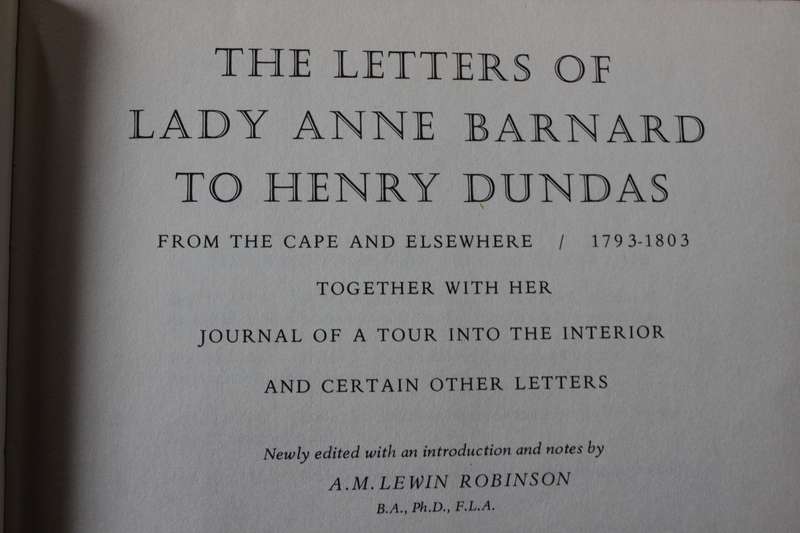 THE LETTERS OF
LADY ANNE BARNARD
TO HENRY DUNDAS
FROM THE CAPE AND ELSEWHERE / 1793-1803
TOGETHER WITH HER
JOURNAL OF A TOUR INTO THE INTERIOR
AND CERTAIN OTHER LETTERS
Newly edited with an introduction and notes by
A.M. LEWIN ROBINSON
B.A., Ph.D., F.L.A.